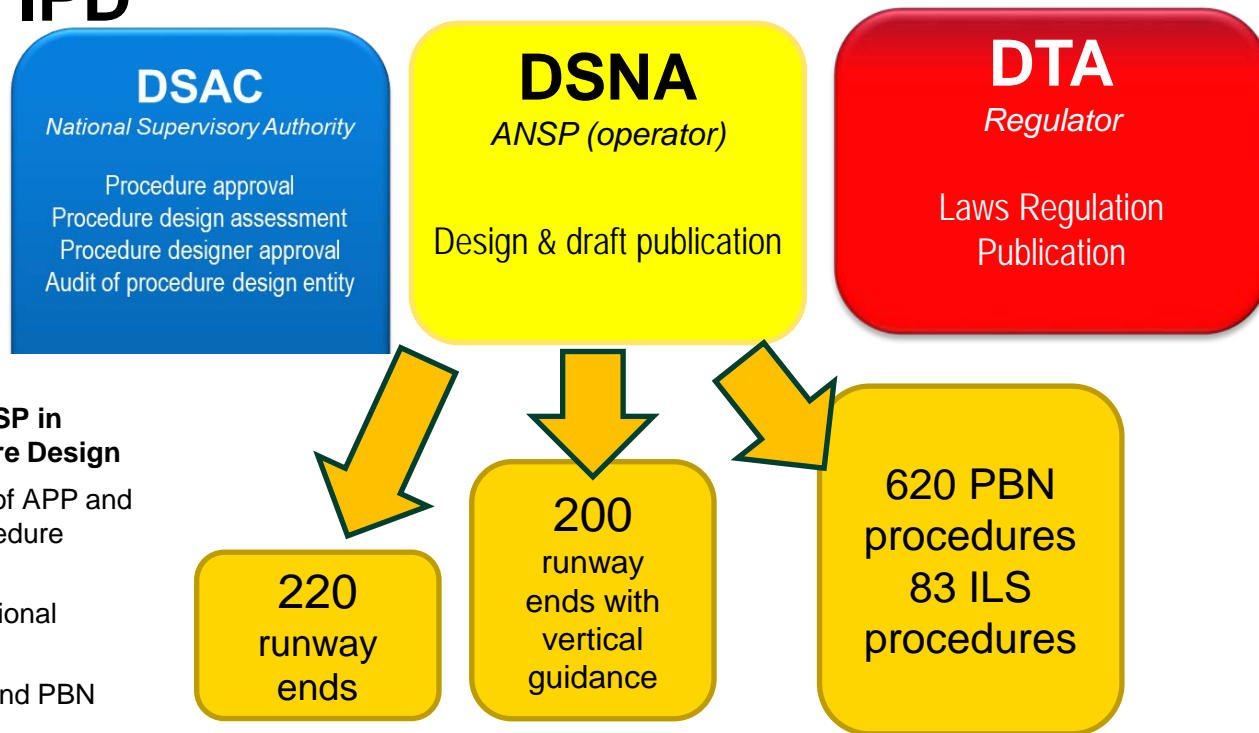 IPD
DSAC
National Supervisory Authority
Procedure approval
Procedure design assessment
Procedure designer approval
Audit of procedure design entity
DSNA
ANSP (operator)
Design & draft publication
DTA
Regulator
Laws Regulation
Publication
SP in
re Design
of APP and
edure
ional
nd PBN
220
runway
ends
200
runway
ends with
vertical
guidance
620 PBN
procedures
83 ILS
procedures